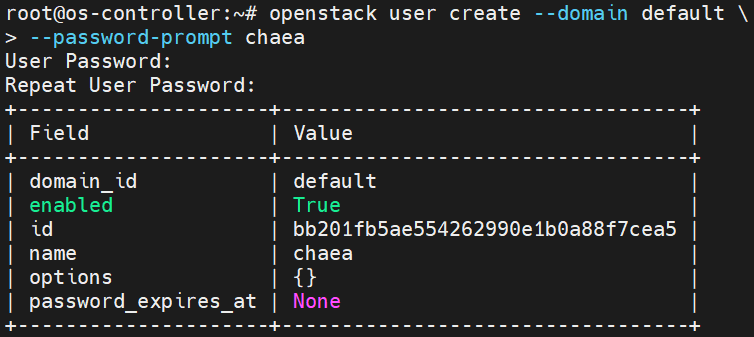 root@os-controller:~# openstack user create --domain default \
> --password-prompt chaea
User Password:
Repeat User Password:
+---------------------+----------------------------------+
| Field               | Value                            |
+---------------------+----------------------------------+
| domain_id           | default                          |
| enabled             | True                             |
| id                  | bb201fb5ae554262990e1b0a88f7cea5 |
| name                | chaea                            |
| options             | {}                               |
| password_expires_at | None                             |
+---------------------+----------------------------------+